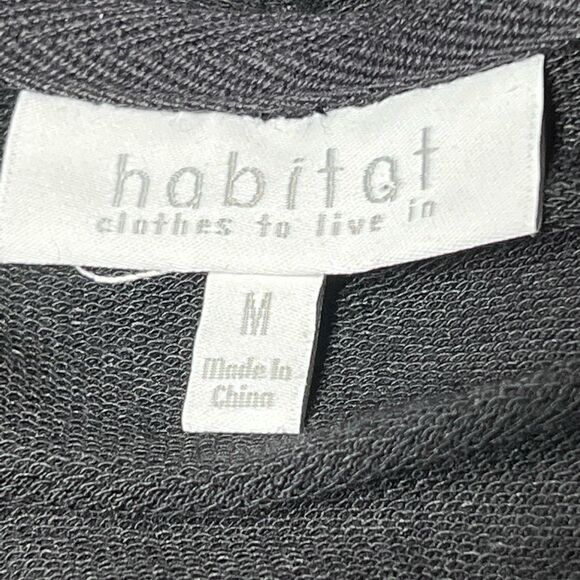 habitat
clothes to live in
M
Made In
China